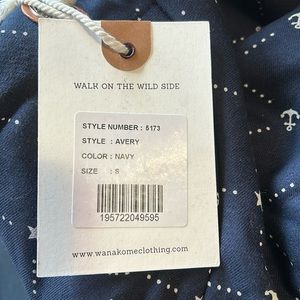 WALK ON THE WILD SIDE
STYLE NUMBER : 5173
STYLE : AVERY
COLOR : NAVY
SIZE : S
195722049595
www.wanakomeclothing.com